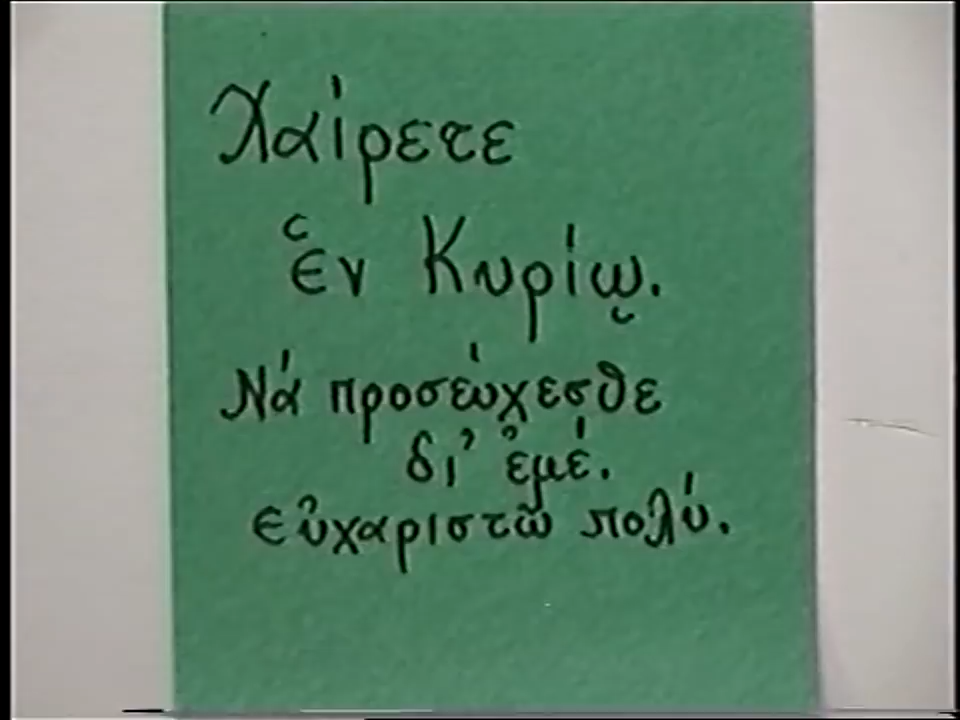 Χαίρετε
ἐν Κυρίῳ.
Νά προσεύχεσθε
δι' ἐμέ.
εὐχαριστῶ πολύ.